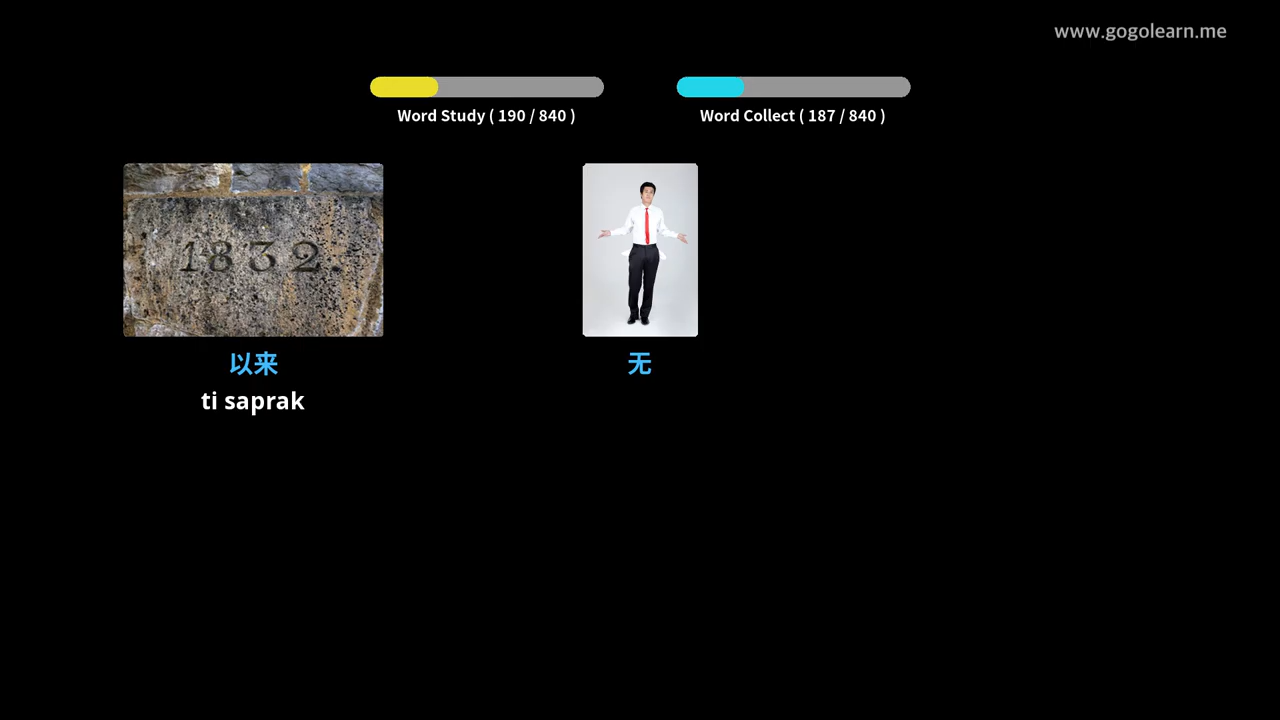 www.gogolearn.me
Word Study ( 190 / 840 )
Word Collect ( 187 / 840 )
1832.
以来
无
ti saprak